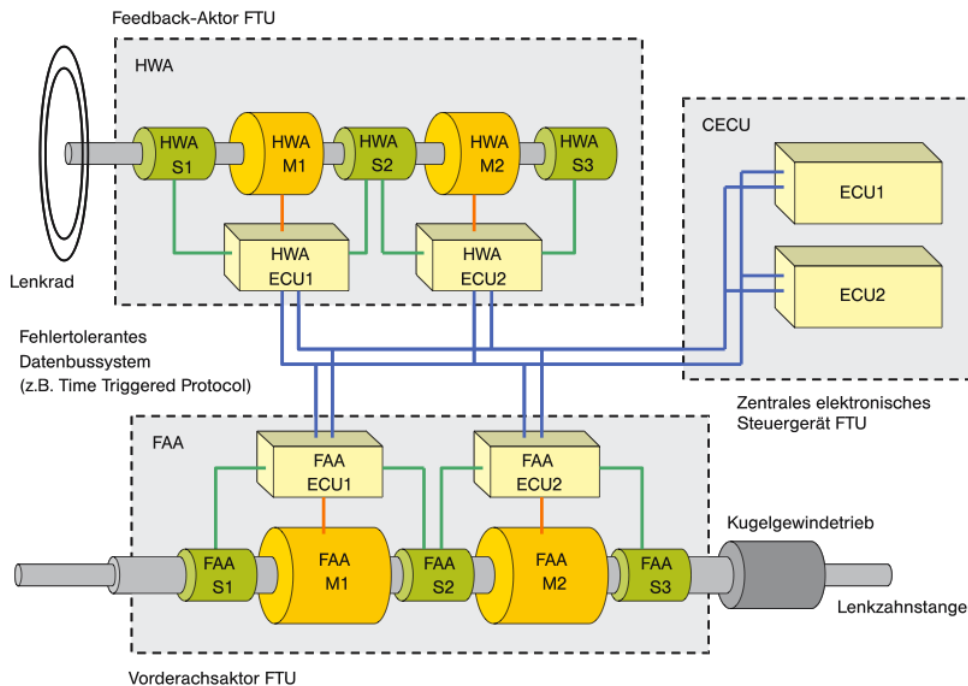 Feedback-Aktor FTU
HWA
HWA
S1
HWA
M1
HWA
S2
HWA
M2
HWA
S3
HWA
ECU1
HWA
ECU2
Lenkrad
CECU
ECU1
ECU2
Zentrales elektronisches
Steuergerät FTU
Fehlertolerantes
Datenbussystem
(z.B. Time Triggered Protocol)
FAA
FAA
ECU1
FAA
ECU2
FAA
S1
FAA
M1
FAA
S2
FAA
M2
FAA
S3
Kugelgewindetrieb
Lenkzahnstange
Vorderachsaktor FTU